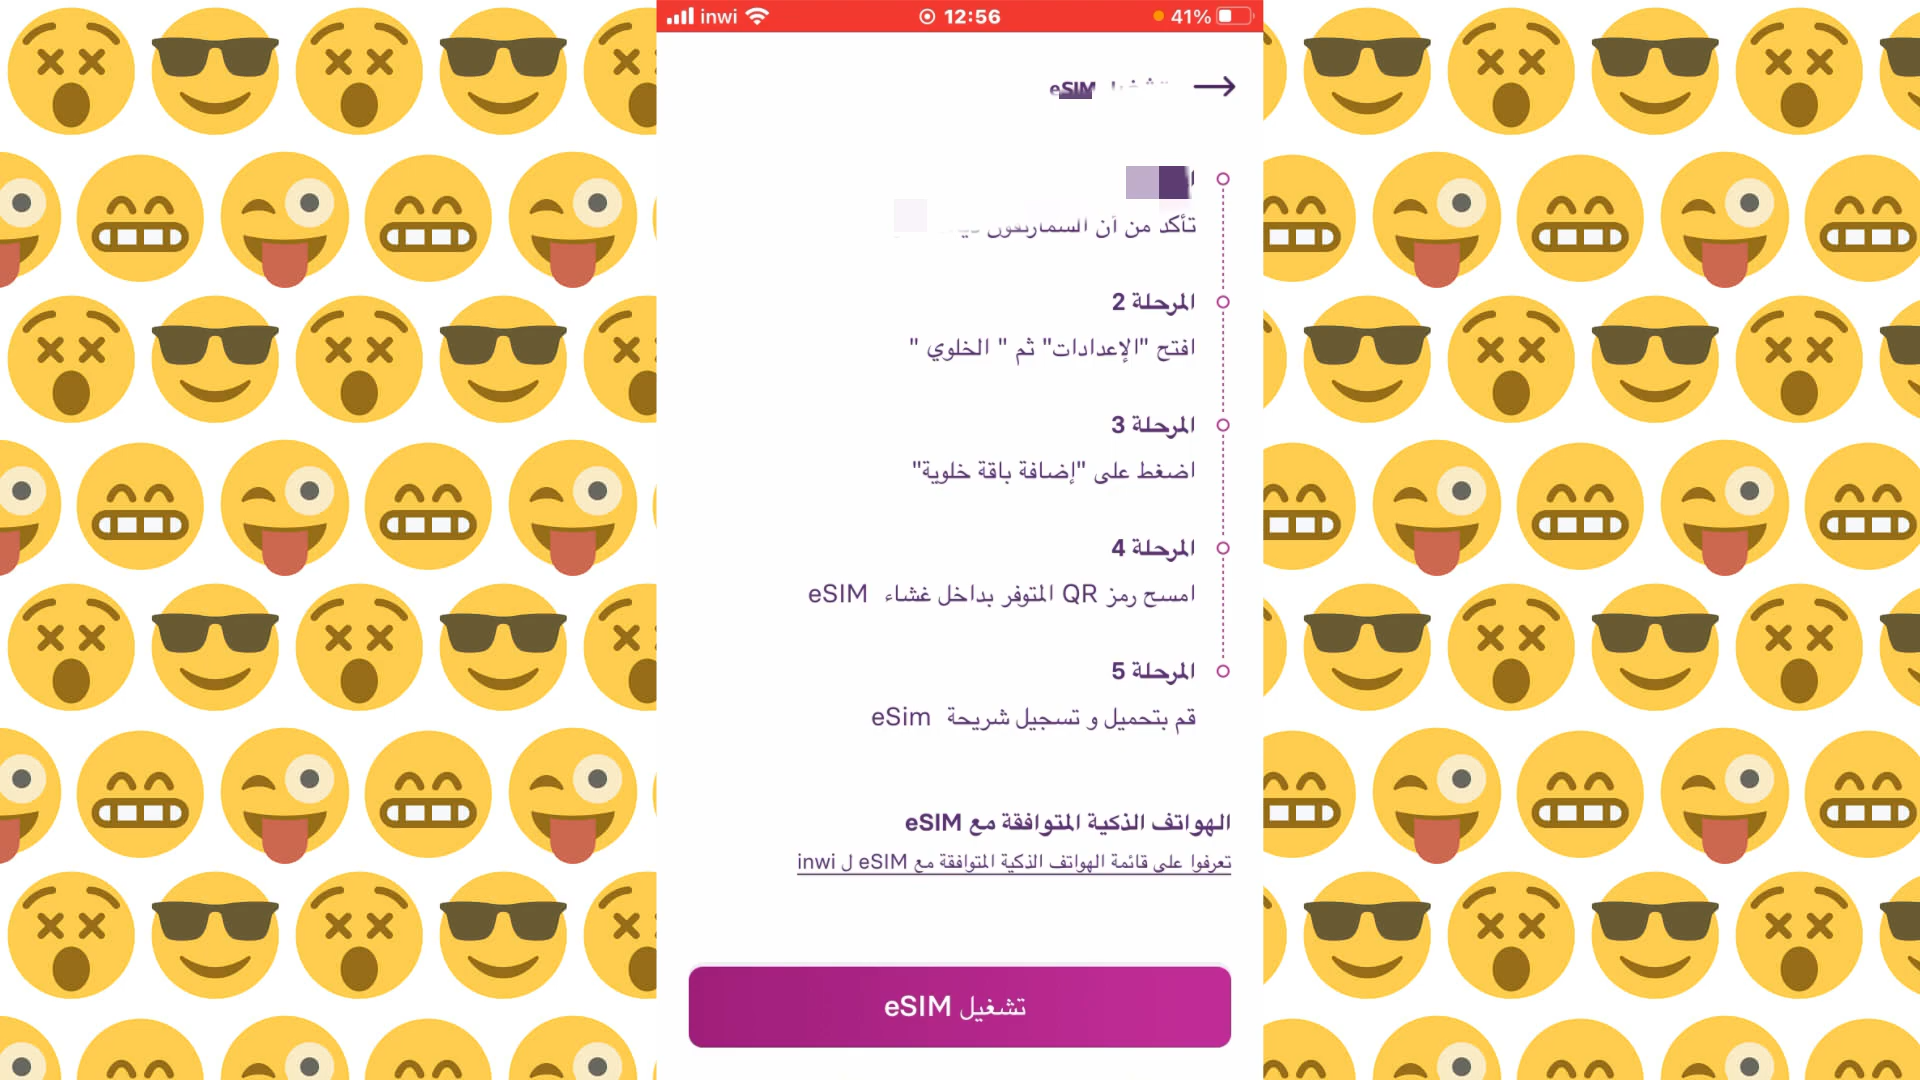 inwi 12:56 41%
eSIM
تأكد من أن السمارتفون
المرحلة 2
افتح "الإعدادات" ثم " الخلوي "
المرحلة 3
اضغط على "إضافة باقة خلوية"
المرحلة 4
امسح رمز QR المتوفر بداخل غشاء eSIM
المرحلة 5
قم بتحميل و تسجيل شريحة eSim
الهواتف الذكية المتوافقة مع eSIM
تعرفوا على قائمة الهواتف الذكية المتوافقة مع eSIM ل inwi
تشغيل eSIM